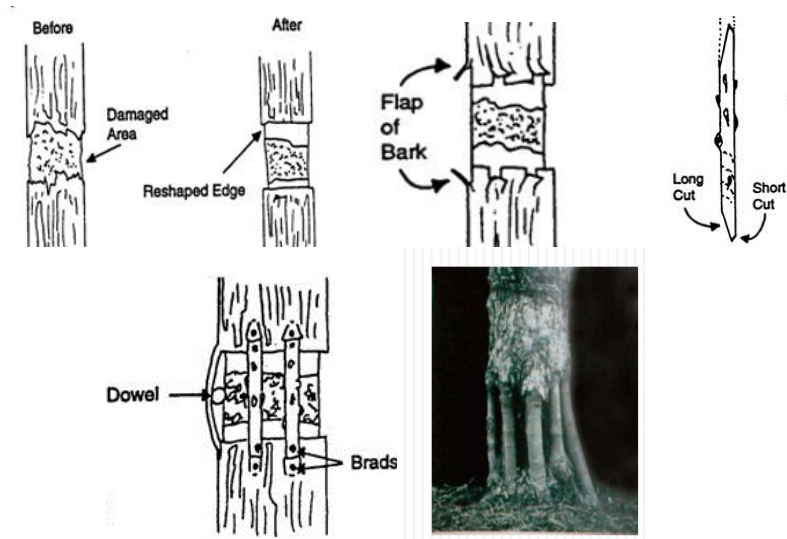 Before
After
Damaged
Area
Reshaped Edge
Flap
of
Bark
Long
Cut
Short
Cut
Dowel
Brads